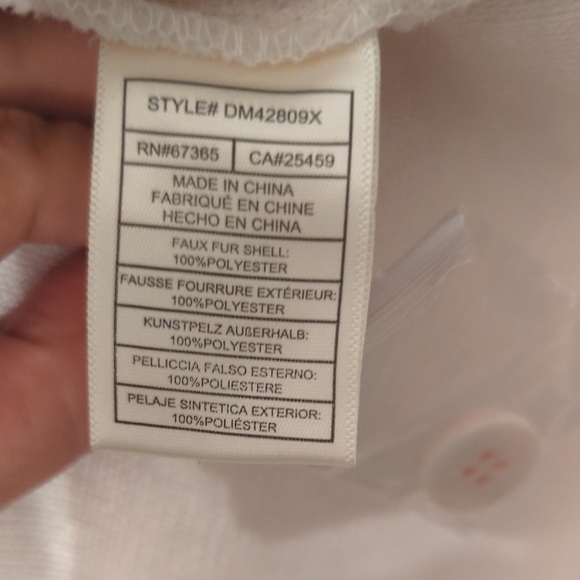 STYLE# DM42809X
RN#67365 CA#25459
MADE IN CHINA
FABRIQUÉ EN CHINE
HECHO EN CHINA
FAUX FUR SHELL:
100%POLYESTER
FAUSSE FOURRURE EXTÉRIEUR:
100%POLYESTER
KUNSTPELZ AUßERHALB:
100%POLYESTER
PELLICCIA FALSO ESTERNO:
100%POLIESTERE
PELAJE SINTETICA EXTERIOR:
100%POLIÉSTER